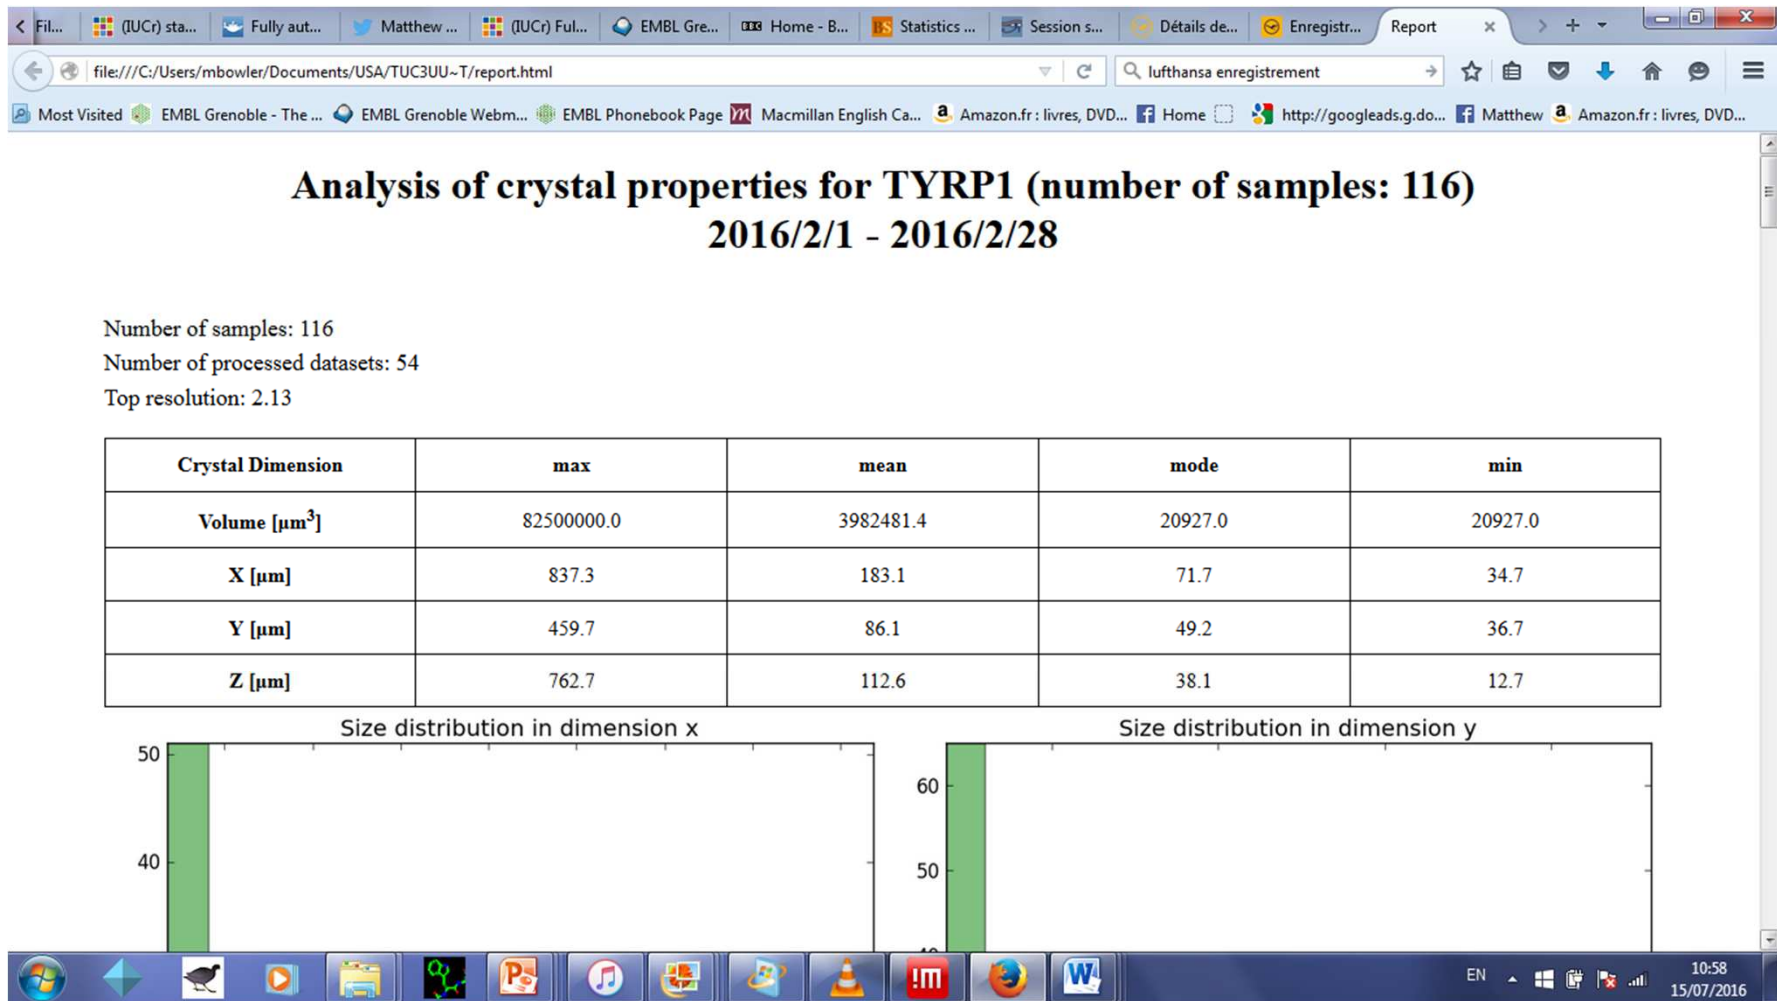 Fil...
(IUCr) sta...
Fully aut...
Matthew ...
(IUCr) Ful...
EMBL Gre...
BBC Home - B...
BS Statistics ...
Session s...
Détails de...
Enregistr...
Report
file:///C:/Users/mbowler/Documents/USA/TUC3UU~T/report.html
lufthansa enregistrement
Most Visited
EMBL Grenoble - The ...
EMBL Grenoble Webm...
EMBL Phonebook Page
Macmillan English Ca...
Amazon.fr : livres, DVD...
Home
http://googleads.g.do...
Matthew
Amazon.fr : livres, DVD...
Analysis of crystal properties for TYRP1 (number of samples: 116)
2016/2/1 - 2016/2/28
Number of samples: 116
Number of processed datasets: 54
Top resolution: 2.13
Crystal Dimension max mean mode min
Volume [µm³] 82500000.0 3982481.4 20927.0 20927.0
X [µm] 837.3 183.1 71.7 34.7
Y [µm] 459.7 86.1 49.2 36.7
Z [µm] 762.7 112.6 38.1 12.7
Size distribution in dimension x
50
40
Size distribution in dimension y
60
50
EN
10:58
15/07/2016